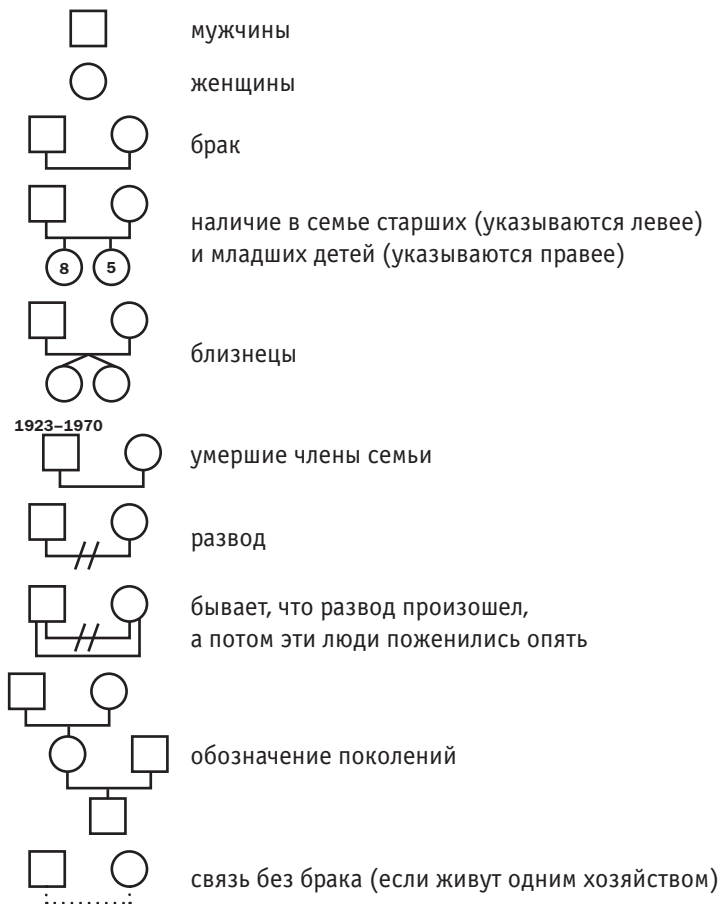 мужчины
женщины
брак
наличие в семье старших (указываются левее)
и младших детей (указываются правее)
8 5
близнецы
1923–1970
умершие члены семьи
развод
бывает, что развод произошел,
а потом эти люди поженились опять
обозначение поколений
связь без брака (если живут одним хозяйством)